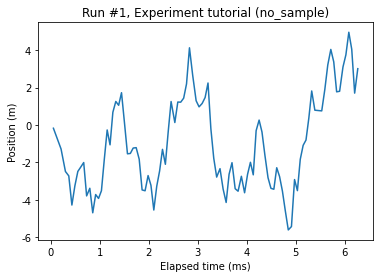 Run #1, Experiment tutorial (no_sample)
Position (m)
4
2
0
-2
-4
-6
0 1 2 3 4 5 6
Elapsed time (ms)